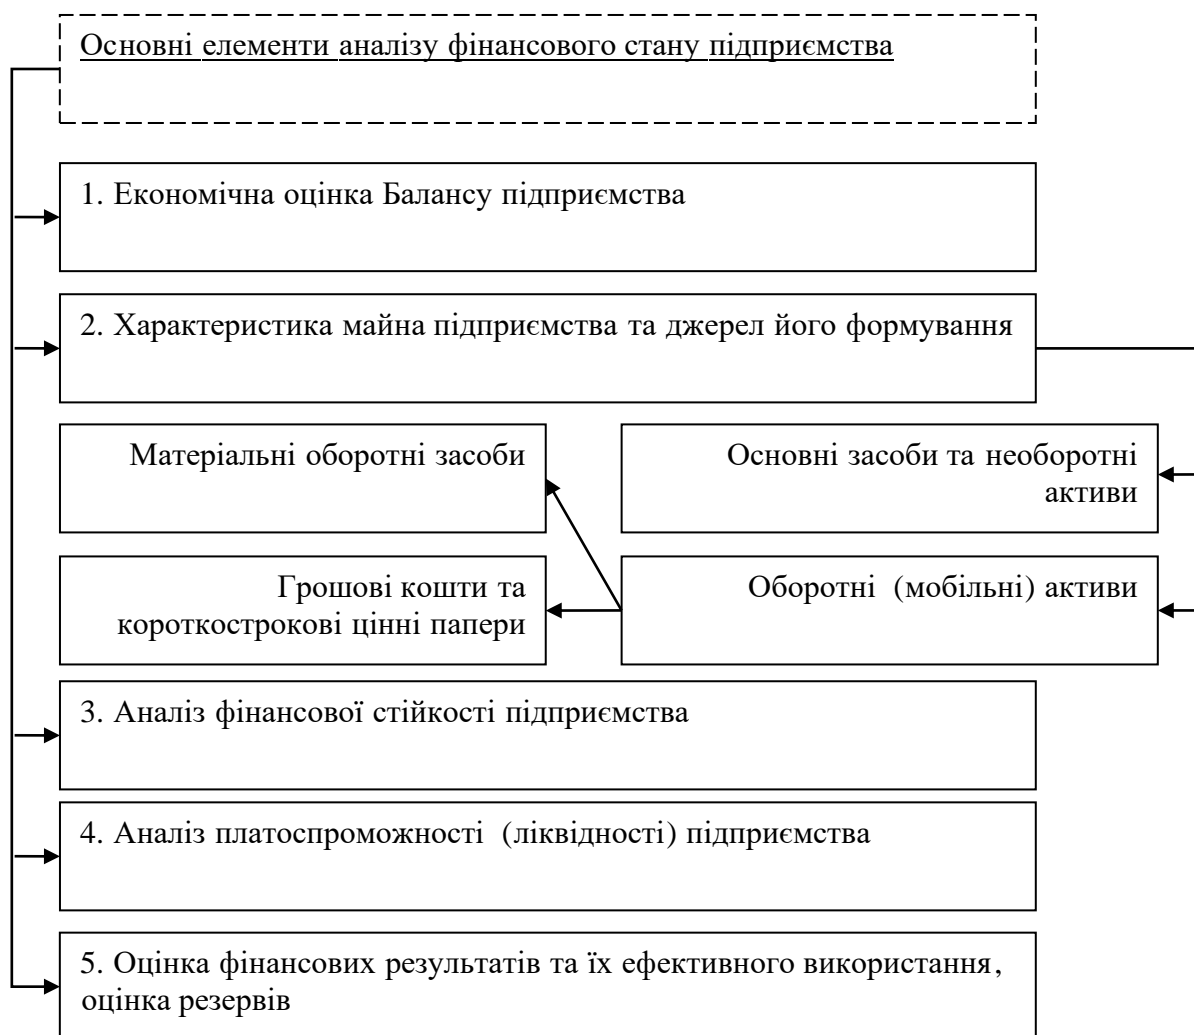 Основні елементи аналізу фінансового стану підприємства
1. Економічна оцінка Балансу підприємства
2. Характеристика майна підприємства та джерел його формування
Матеріальні оборотні засоби
Основні засоби та необоротні
активи
Грошові кошти та
короткострокові цінні папери
Оборотні (мобільні) активи
3. Аналіз фінансової стійкості підприємства
4. Аналіз платоспроможності (ліквідності) підприємства
5. Оцінка фінансових результатів та їх ефективного використання,
оцінка резервів